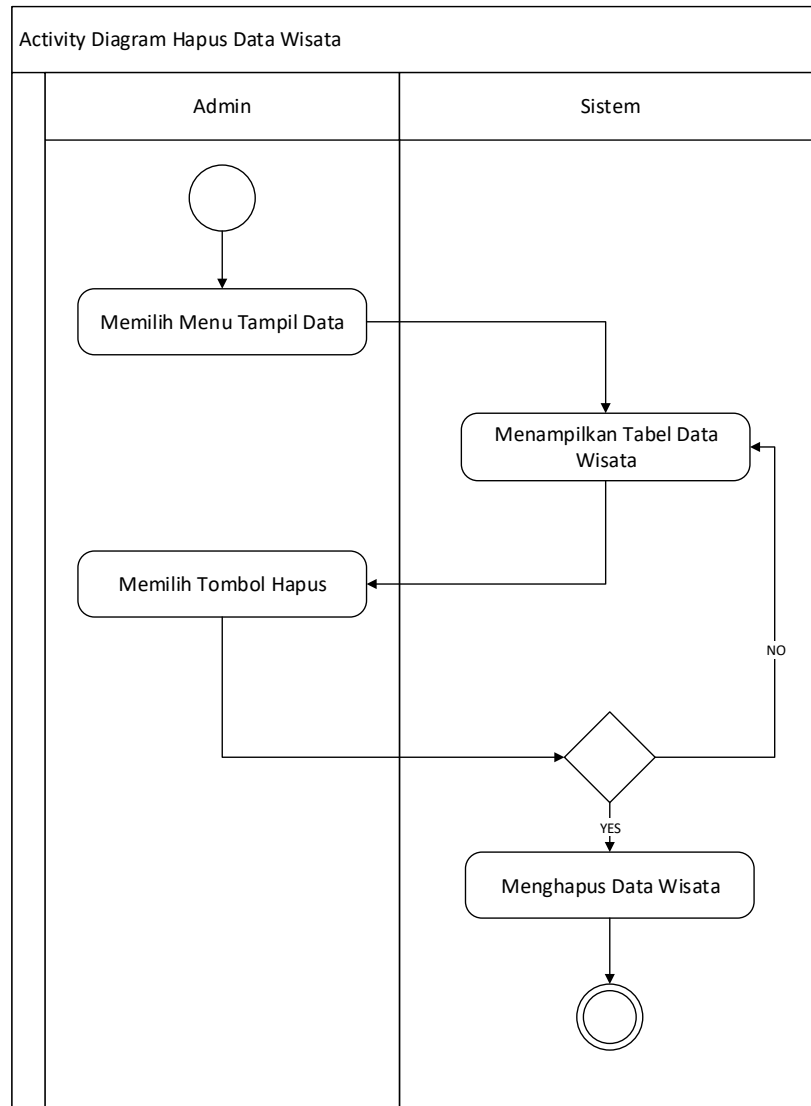 Activity Diagram Hapus Data Wisata
Admin
Sistem
Memilih Menu Tampil Data
Menampilkan Tabel Data
Wisata
Memilih Tombol Hapus
NO
YES
Menghapus Data Wisata